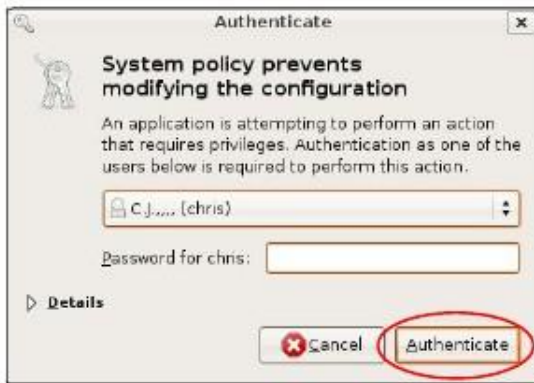 Authenticate
System policy prevents
modifying the configuration
An application is attempting to perform an action
that requires privileges. Authentication as one of the
users below is required to perform this action.
C.J.,,,, (chris)
Password for chris:
Details
Cancel
Authenticate